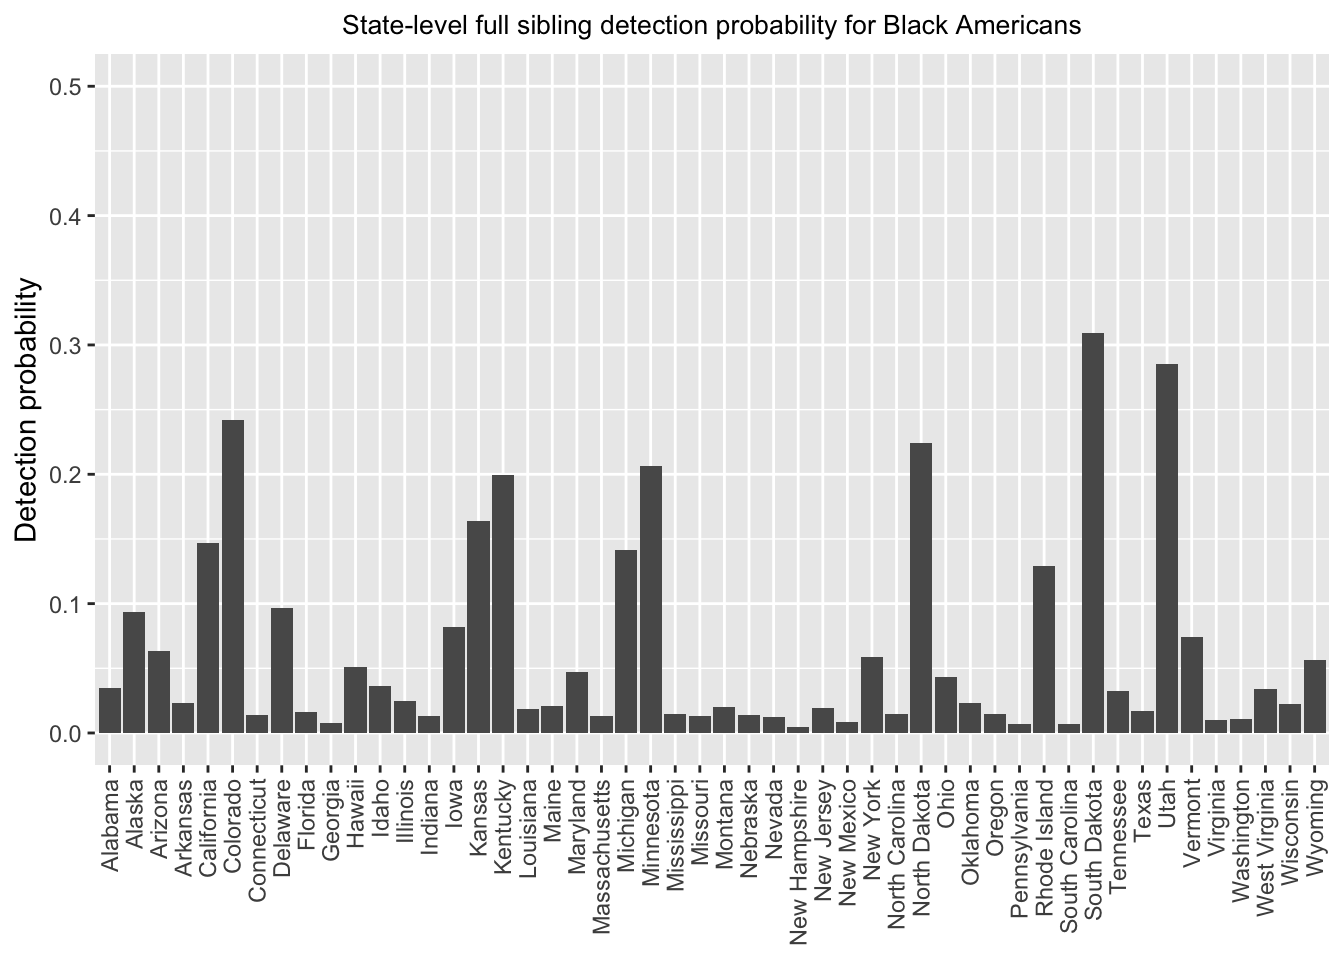 State-level full sibling detection probability for Black Americans
Detection probability
0.5
0.4
0.3
0.2
0.1
0.0
Alabama
Alaska
Arizona
Arkansas
California
Colorado
Connecticut
Delaware
Florida
Georgia
Hawaii
Idaho
Illinois
Indiana
Iowa
Kansas
Kentucky
Louisiana
Maine
Maryland
Massachusetts
Michigan
Minnesota
Mississippi
Missouri
Montana
Nebraska
Nevada
New Hampshire
New Jersey
New Mexico
New York
North Carolina
North Dakota
Ohio
Oklahoma
Oregon
Pennsylvania
Rhode Island
South Carolina
South Dakota
Tennessee
Texas
Utah
Vermont
Virginia
Washington
West Virginia
Wisconsin
Wyoming